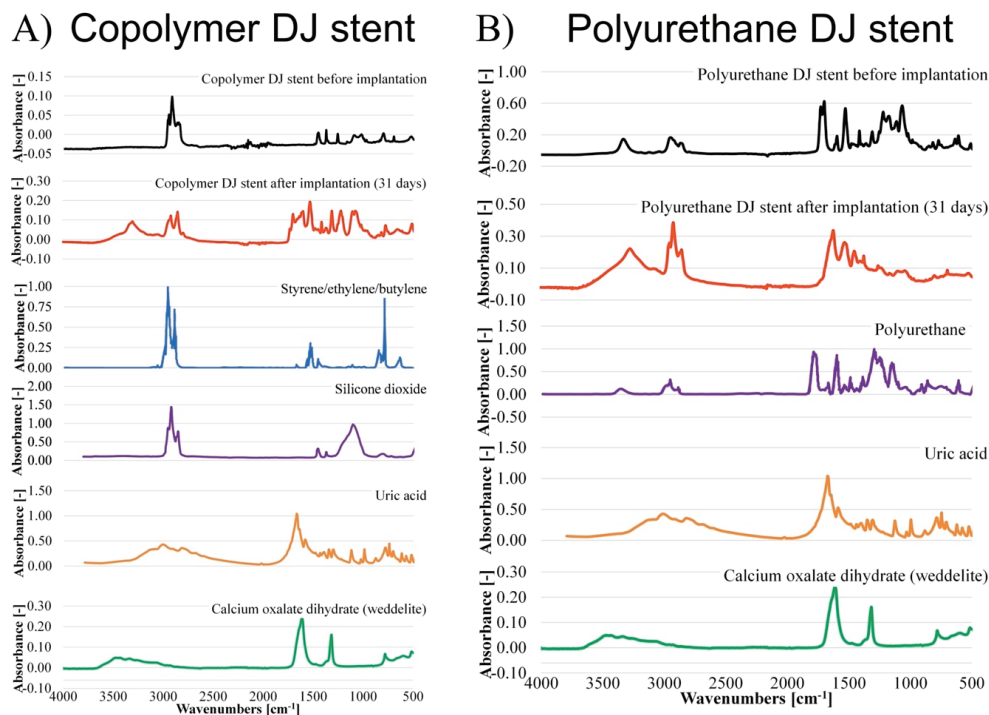 A) Copolymer DJ stent
Copolymer DJ stent before implantation
Absorbance [-]
0.15
0.10
0.05
0.00
-0.05
Copolymer DJ stent after implantation (31 days)
Absorbance [-]
0.30
0.20
0.10
0.00
-0.10
Styrene/ethylene/butylene
Absorbance [-]
1.00
0.75
0.50
0.25
0.00
Silicone dioxide
Absorbance [-]
2.00
1.50
1.00
0.50
0.00
Uric acid
Absorbance [-]
1.50
1.00
0.50
0.00
Calcium oxalate dihydrate (weddelite)
Absorbance [-]
0.30
0.20
0.10
0.00
-0.10
4000 3500 3000 2500 2000 1500 1000 500
Wavenumbers [cm-1]
B) Polyurethane DJ stent
Polyurethane DJ stent before implantation
Absorbance [-]
1.00
0.60
0.20
-0.20
Polyurethane DJ stent after implantation (31 days)
Absorbance [-]
0.50
0.30
0.10
-0.10
Polyurethane
Absorbance [-]
1.50
1.00
0.50
0.00
-0.50
Uric acid
Absorbance [-]
1.50
1.00
0.50
0.00
Calcium oxalate dihydrate (weddelite)
Absorbance [-]
0.30
0.20
0.10
0.00
-0.10
4000 3500 3000 2500 2000 1500 1000 500
Wavenumbers [cm-1]